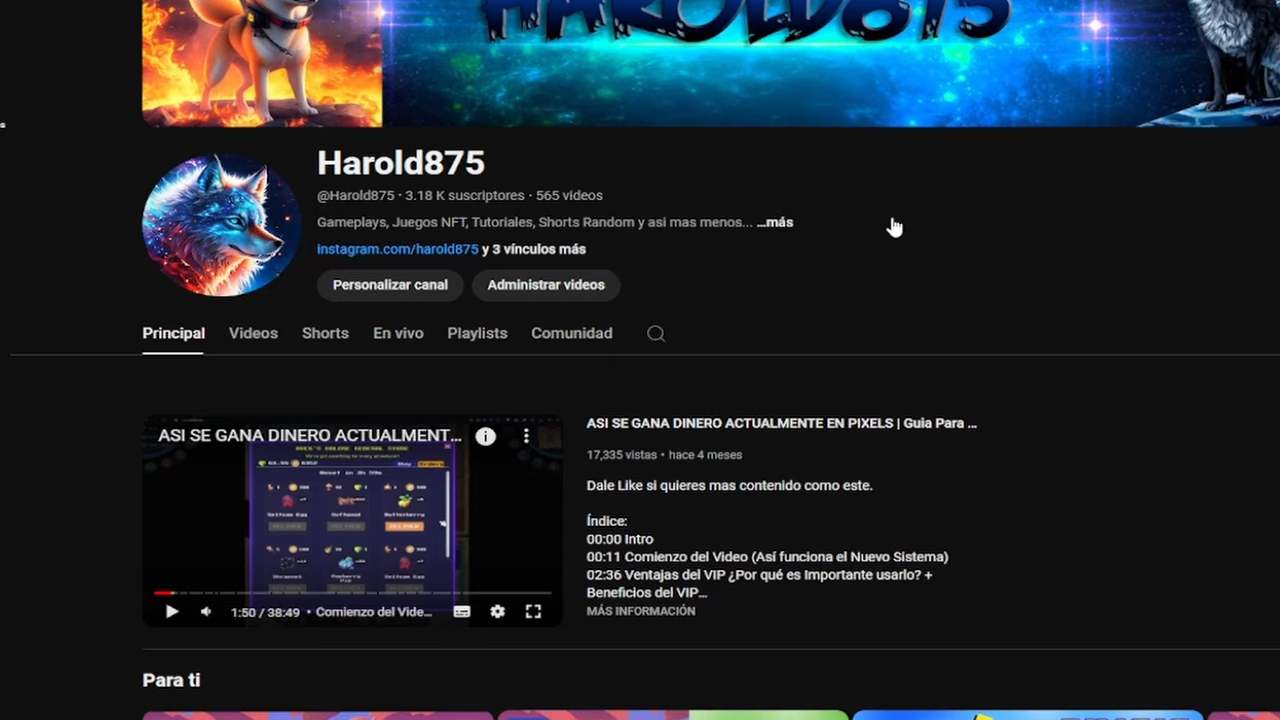 HAROLD875
Harold875
@Harold875 · 3.18 K suscriptores · 565 videos
Gameplays, Juegos NFT, Tutoriales, Shorts Random y asi mas menos... ...más
instagram.com/harold875 y 3 vínculos más
Personalizar canal
Administrar videos
Principal
Videos
Shorts
En vivo
Playlists
Comunidad
ASI SE GANA DINERO ACTUALMENT...
1:50 / 38:49 • Comienzo del Vide...
ASI SE GANA DINERO ACTUALMENTE EN PIXELS | Guia Para ...
17,335 vistas • hace 4 meses
Dale Like si quieres mas contenido como este.
Índice:
00:00 Intro
00:11 Comienzo del Video (Así funciona el Nuevo Sistema)
02:36 Ventajas del VIP ¿Por qué es Importante usarlo? +
Beneficios del VIP...
MÁS INFORMACIÓN
Para ti